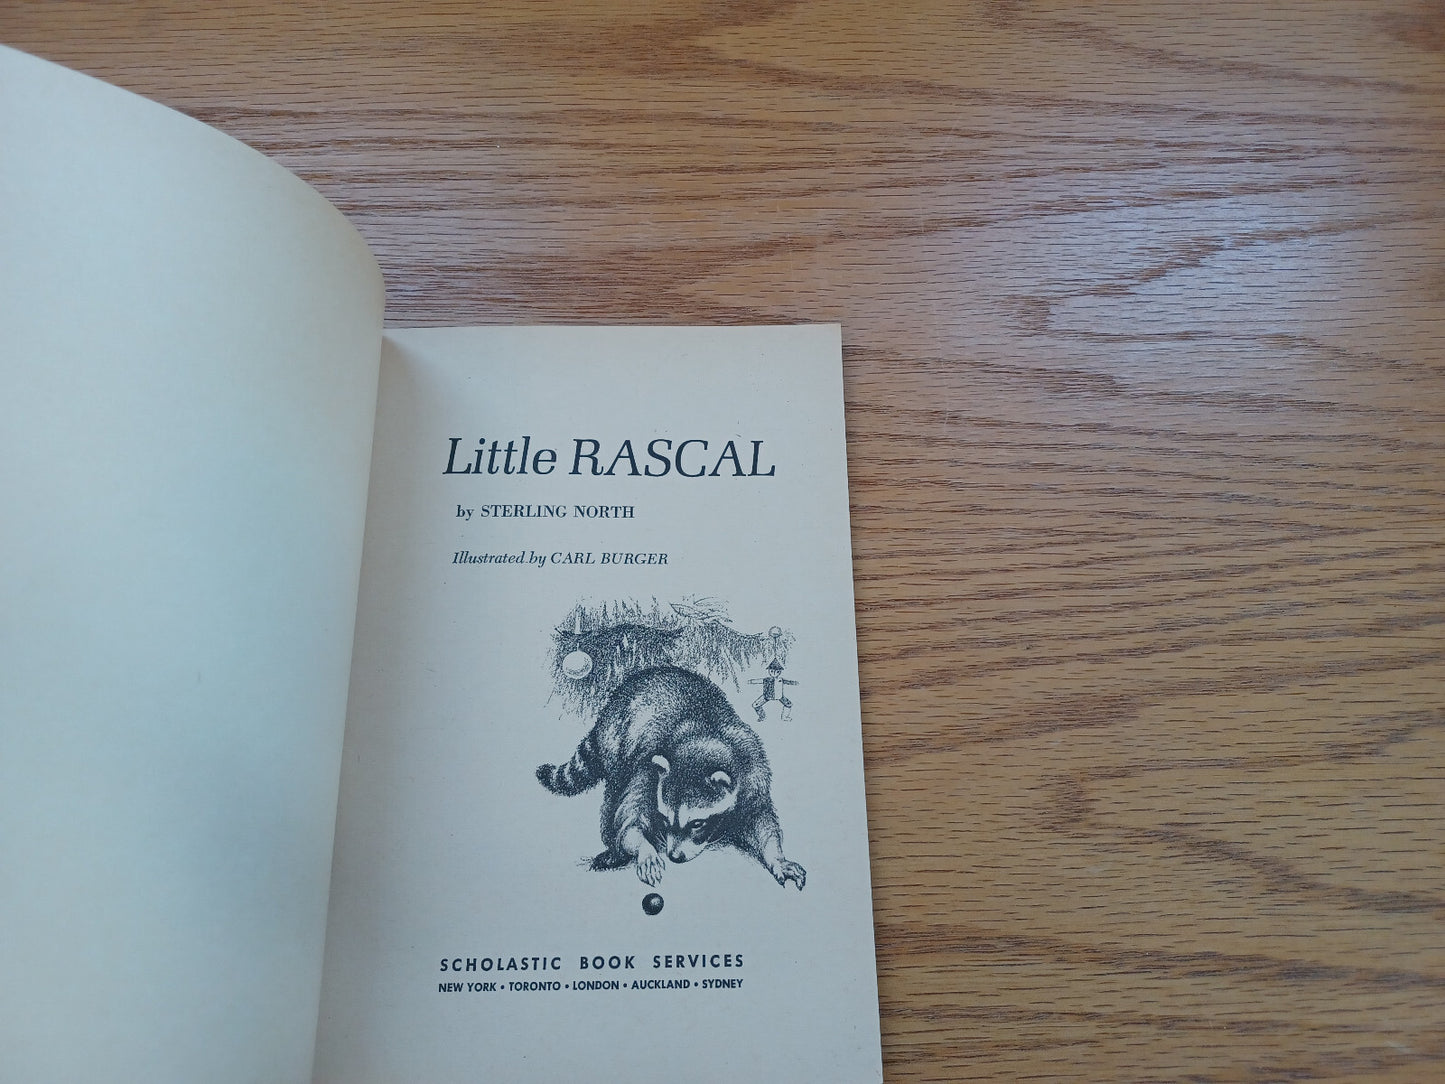 Little RASCAL
by STERLING NORTH
Illustrated by CARL BURGER
SCHOLASTIC BOOK SERVICES
NEW YORK • TORONTO • LONDON • AUCKLAND • SYDNEY